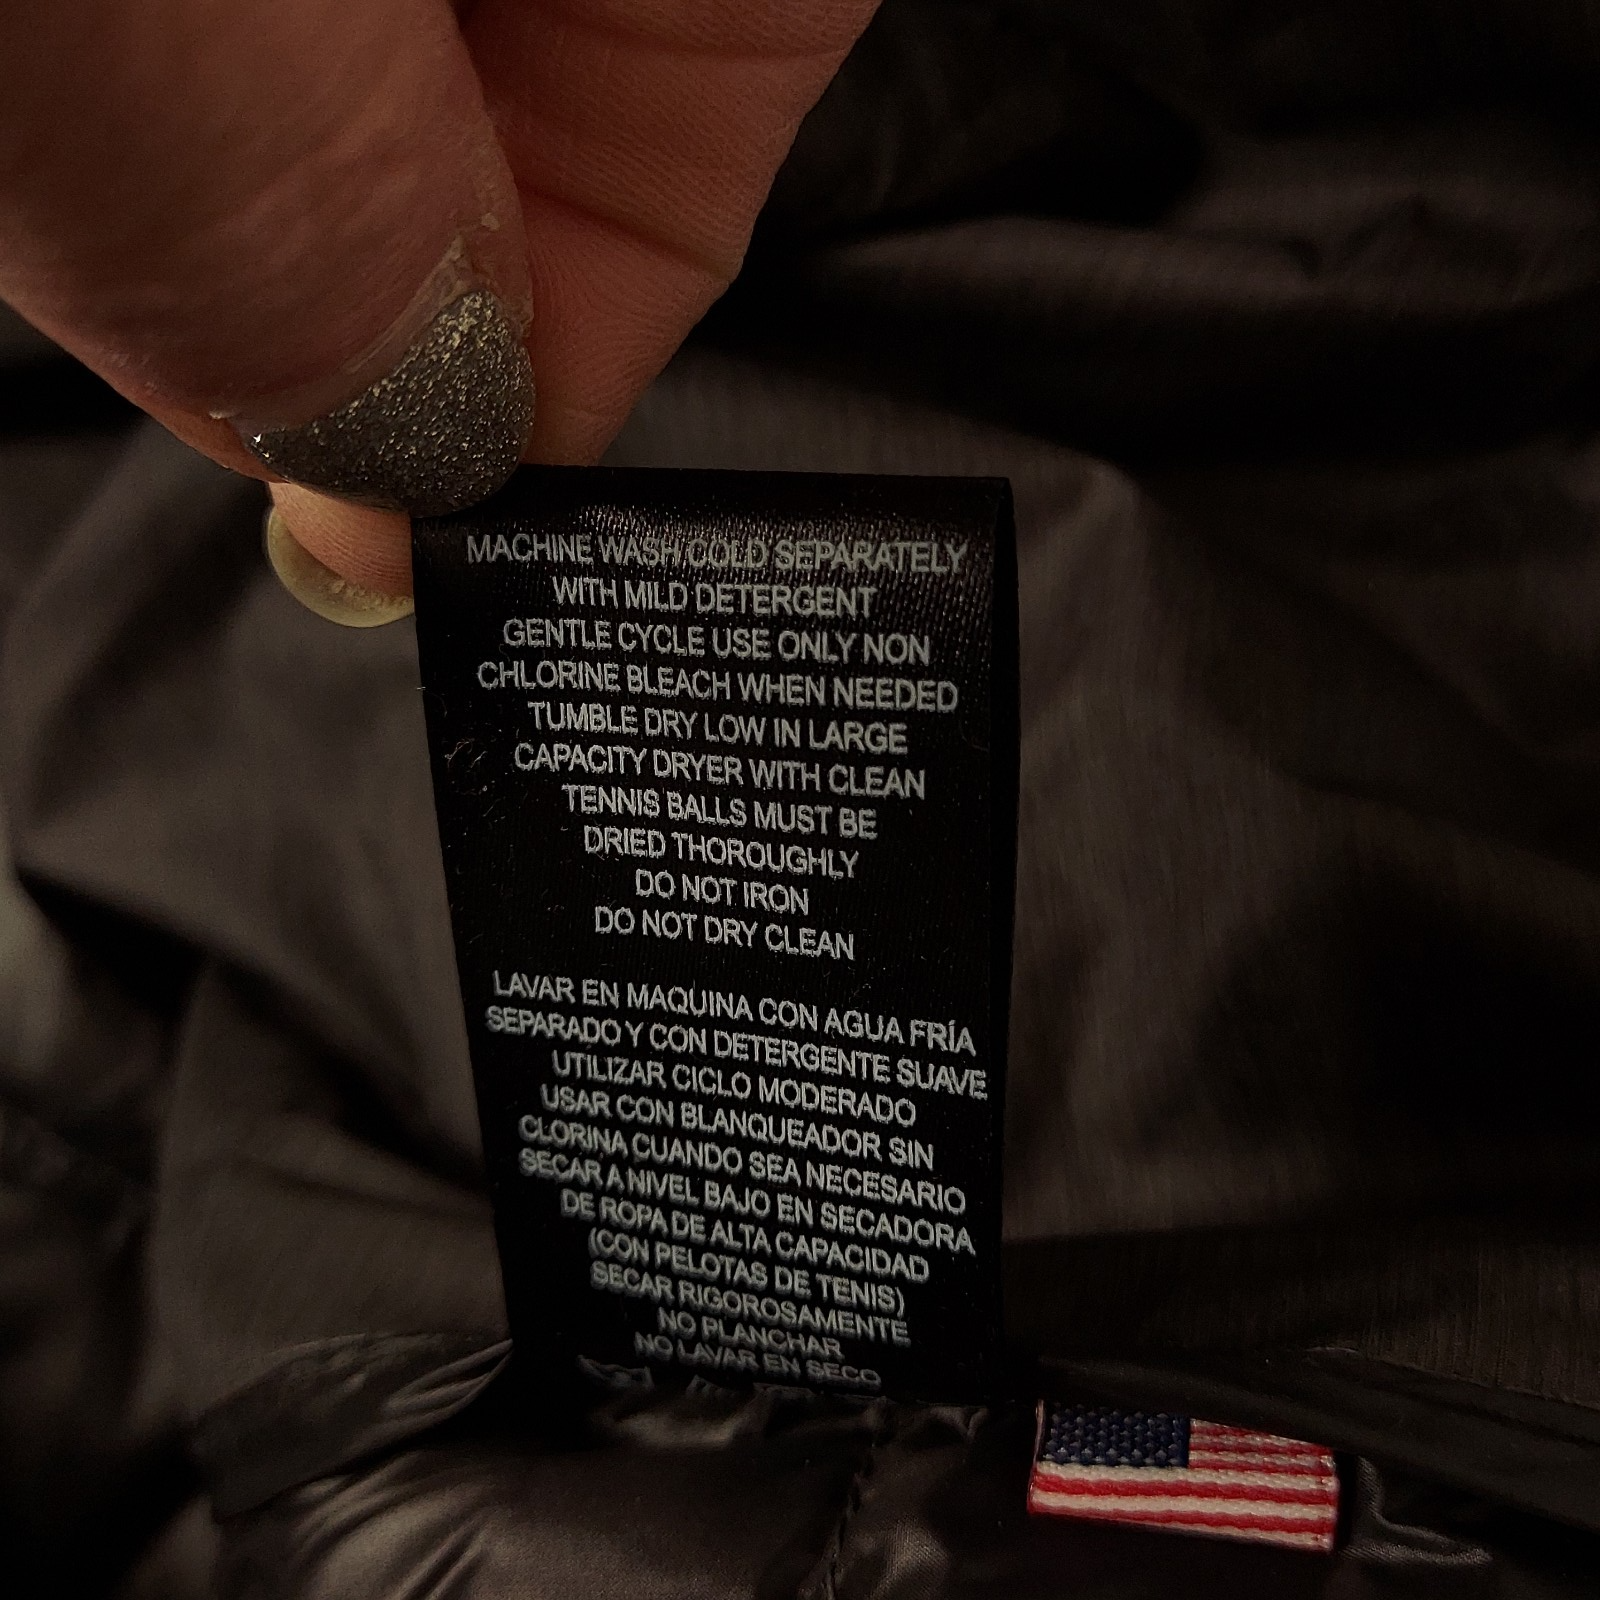 MACHINE WASH COLD SEPARATELY
WITH MILD DETERGENT
GENTLE CYCLE USE ONLY NON
CHLORINE BLEACH WHEN NEEDED
TUMBLE DRY LOW IN LARGE
CAPACITY DRYER WITH CLEAN
TENNIS BALLS MUST BE
DRIED THOROUGHLY
DO NOT IRON
DO NOT DRY CLEAN
LAVAR EN MAQUINA CON AGUA FRÍA
SEPARADO Y CON DETERGENTE SUAVE
UTILIZAR CICLO MODERADO
USAR CON BLANQUEADOR SIN
CLORINA CUANDO SEA NECESARIO
SECAR A NIVEL BAJO EN SECADORA
DE ROPA DE ALTA CAPACIDAD
(CON PELOTAS DE TENIS)
SECAR RIGOROSAMENTE
NO PLANCHAR
NO LAVAR EN SECO